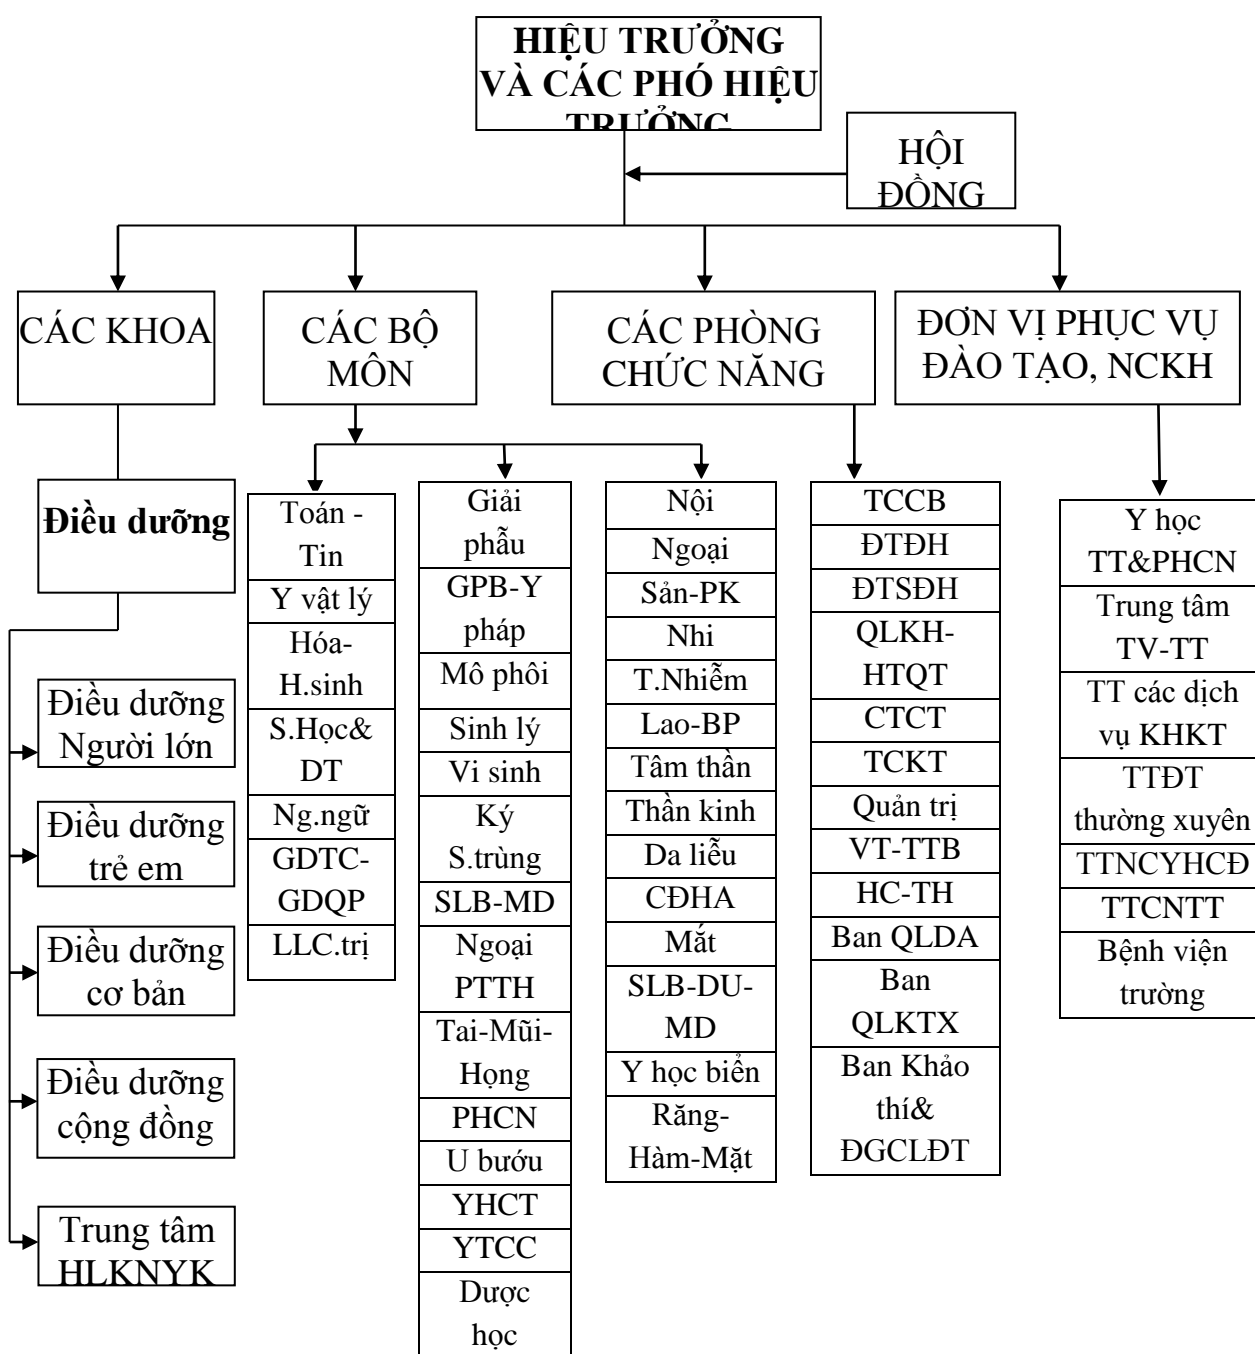 HIỆU TRƯỞNG
VÀ CÁC PHÓ HIỆU
TRƯỞNG
HỘI
ĐỒNG
CÁC KHOA
CÁC BỘ
MÔN
CÁC PHÒNG
CHỨC NĂNG
ĐƠN VỊ PHỤC VỤ
ĐÀO TẠO, NCKH
Điều dưỡng
Điều dưỡng
Người lớn
Điều dưỡng
trẻ em
Điều dưỡng
cơ bản
Điều dưỡng
cộng đồng
Trung tâm
HLKNYK
Toán -
Tin
Y vật lý
Hóa-
H.sinh
S.Học&
DT
Ng.ngữ
GDTC-
GDQP
LLC.trị
Giải
phẫu
GPB-Y
pháp
Mô phôi
Sinh lý
Vi sinh
Ký
S.trùng
SLB-MD
Ngoại
PTTH
Tai-Mũi-
Họng
PHCN
U bướu
YHCT
YTCC
Dược
học
Nội
Ngoại
Sản-PK
Nhi
T.Nhiễm
Lao-BP
Tâm thần
Thần kinh
Da liễu
CĐHA
Mắt
SLB-DU-
MD
Y học biển
Răng-
Hàm-Mặt
TCCB
ĐTĐH
ĐTSĐH
QLKH-
HTQT
CTCT
TCKT
Quản trị
VT-TTB
HC-TH
Ban QLDA
Ban
QLKTX
Ban Khảo
thí&
ĐGCLĐT
Y học
TT&PHCN
Trung tâm
TV-TT
TT các dịch
vụ KHKT
TTĐT
thường xuyên
TTNCYHCĐ
TTCNTT
Bệnh viện
trường